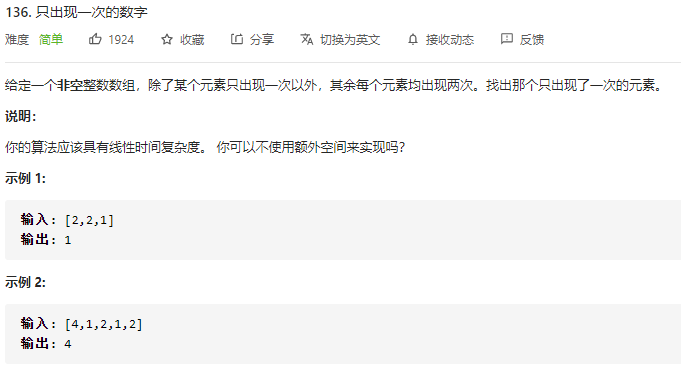 136. 只出现一次的数字
难度 简单 1924 收藏 分享 切换为英文 接收动态 反馈
给定一个非空整数数组，除了某个元素只出现一次以外，其余每个元素均出现两次。找出那个只出现了一次的元素。
说明：
你的算法应该具有线性时间复杂度。 你可以不使用额外空间来实现吗？
示例 1:
输入: [2,2,1]
输出: 1
示例 2:
输入: [4,1,2,1,2]
输出: 4